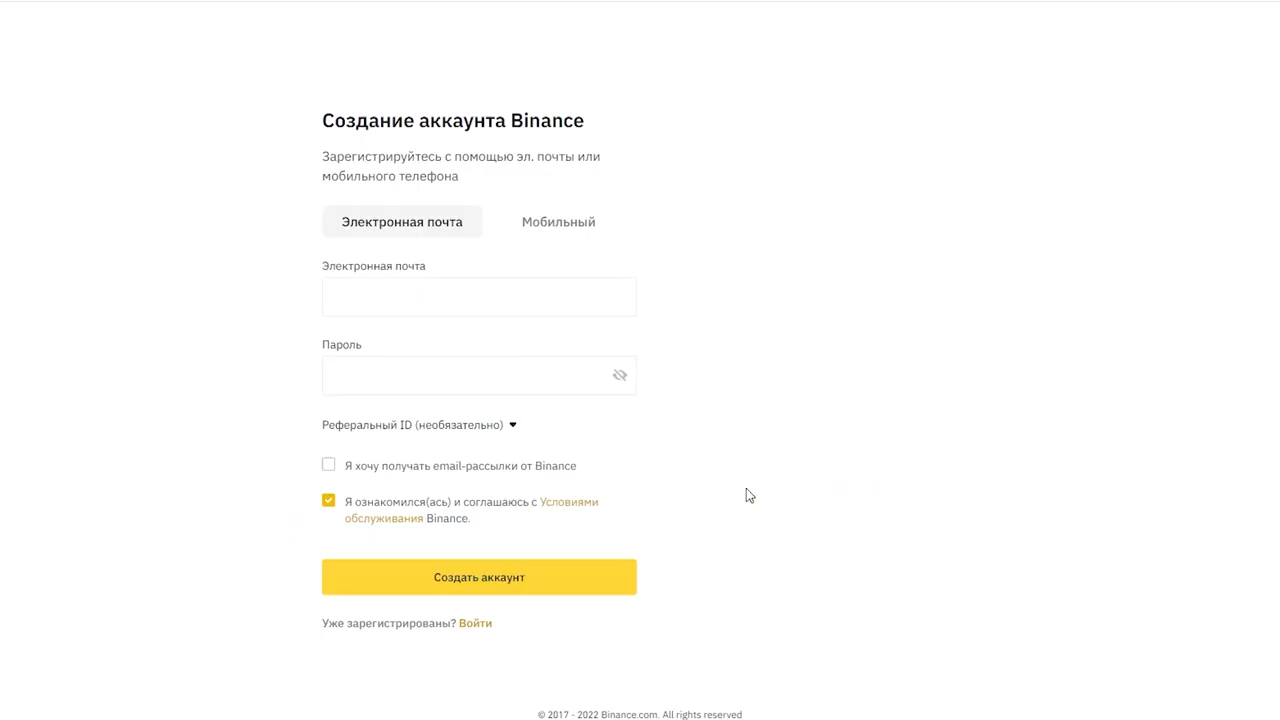 Создание аккаунта Binance
Зарегистрируйтесь с помощью эл. почты или
мобильного телефона
Электронная почта
Мобильный
Электронная почта
Пароль
Реферальный ID (необязательно)
Я хочу получать email-рассылки от Binance
Я ознакомился(ась) и соглашаюсь с Условиями
обслуживания Binance.
Создать аккаунт
Уже зарегистрированы? Войти
© 2017 - 2022 Binance.com. All rights reserved